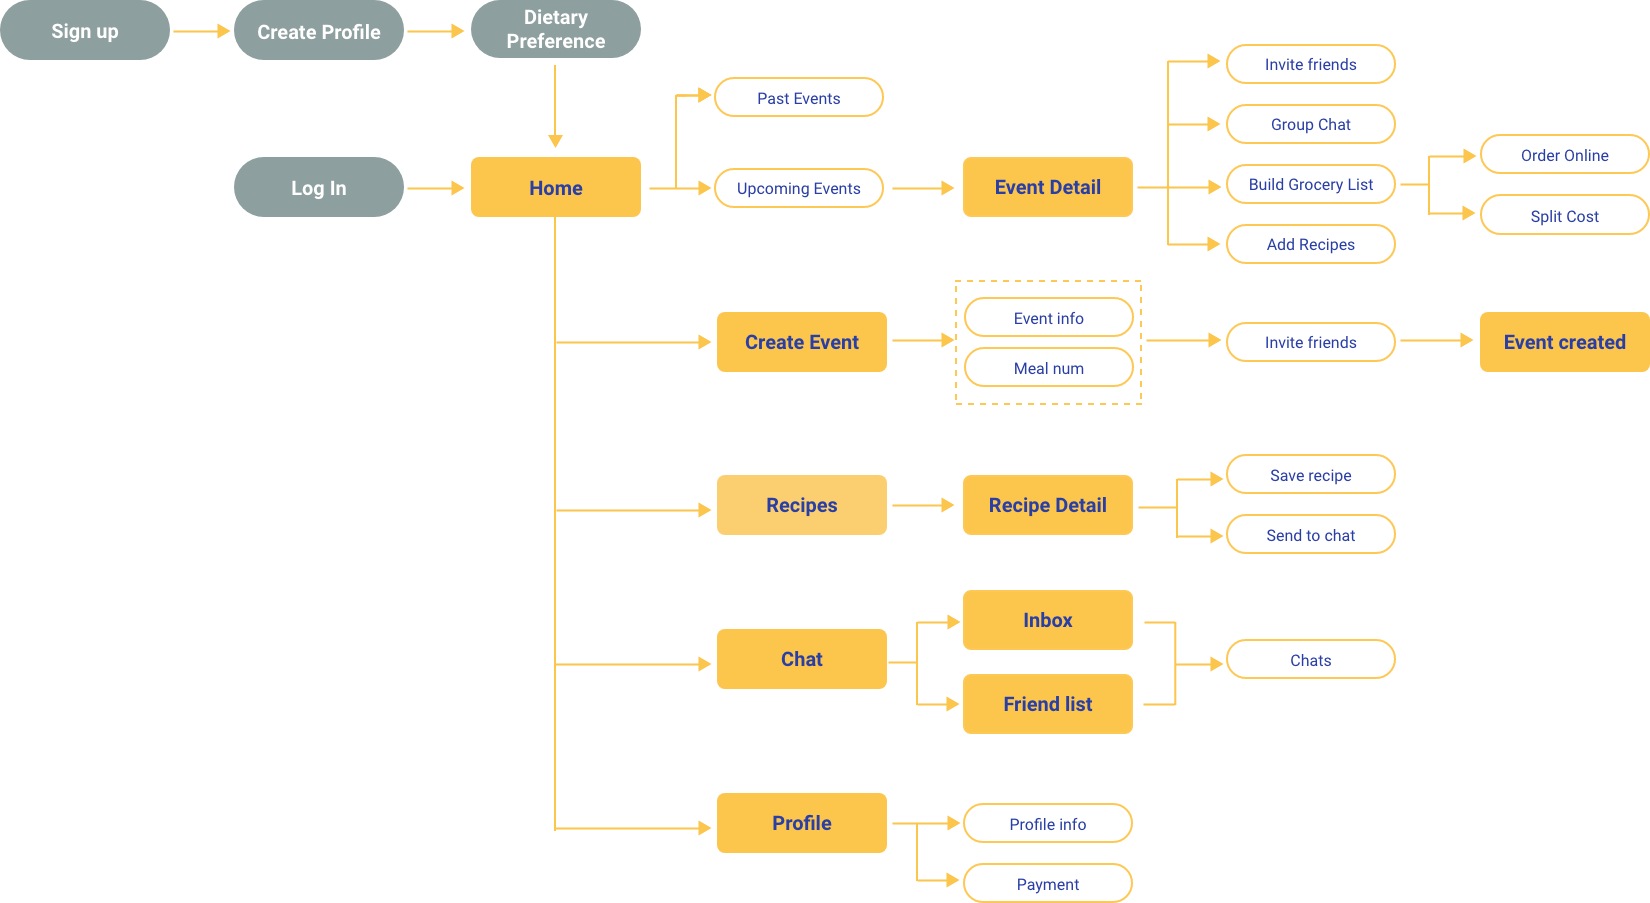 Sign up
Create Profile
Dietary
Preference
Log In
Home
Past Events
Upcoming Events
Event Detail
Invite friends
Group Chat
Build Grocery List
Add Recipes
Order Online
Split Cost
Create Event
Event info
Meal num
Invite friends
Event created
Recipes
Recipe Detail
Save recipe
Send to chat
Chat
Inbox
Friend list
Chats
Profile
Profile info
Payment